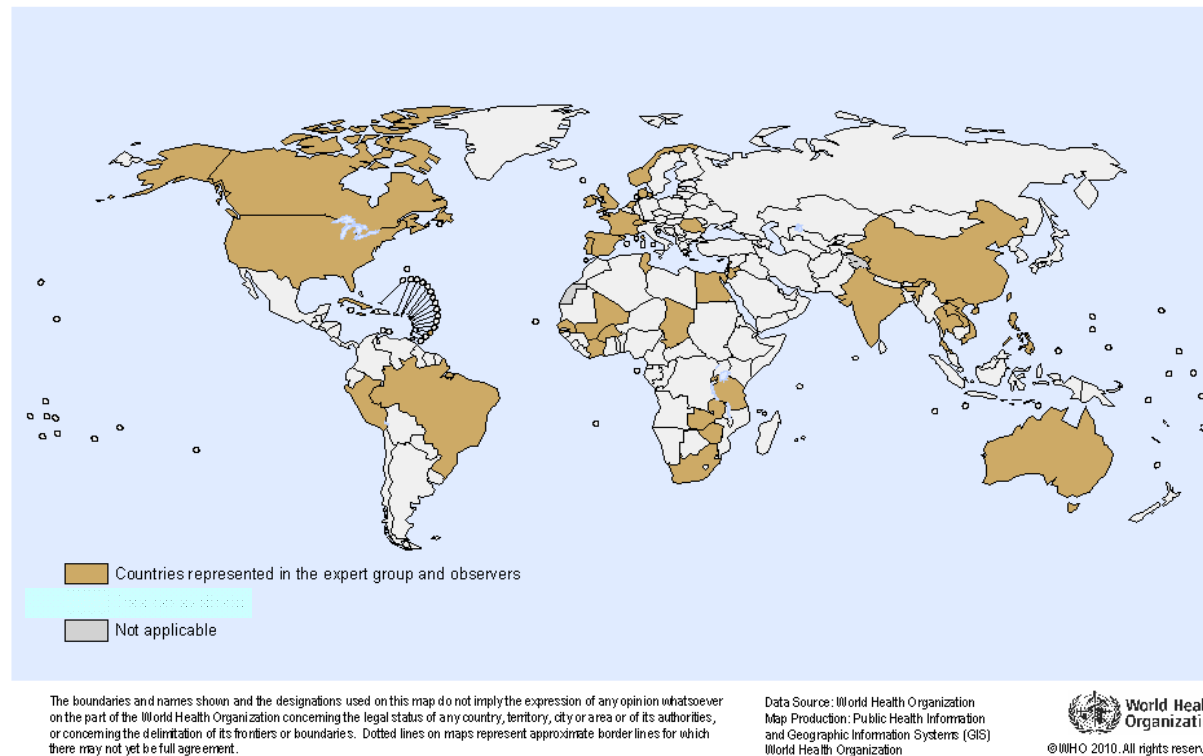 Countries represented in the expert group and observers
Not applicable
The boundaries and names shown and the designations used on this map do not imply the expression of any opinion whatsoever
on the part of the World Health Organization concerning the legal status of any country, territory, city or area or of its authorities,
or concerning the delimitation of its frontiers or boundaries. Dotted lines on maps represent approximate border lines for which
there may not yet be full agreement.
Data Source: World Health Organization
Map Production: Public Health Information
and Geographic Information Systems (GIS)
World Health Organization
World Heal
Organizati
©WHO 2010. All rights reserv